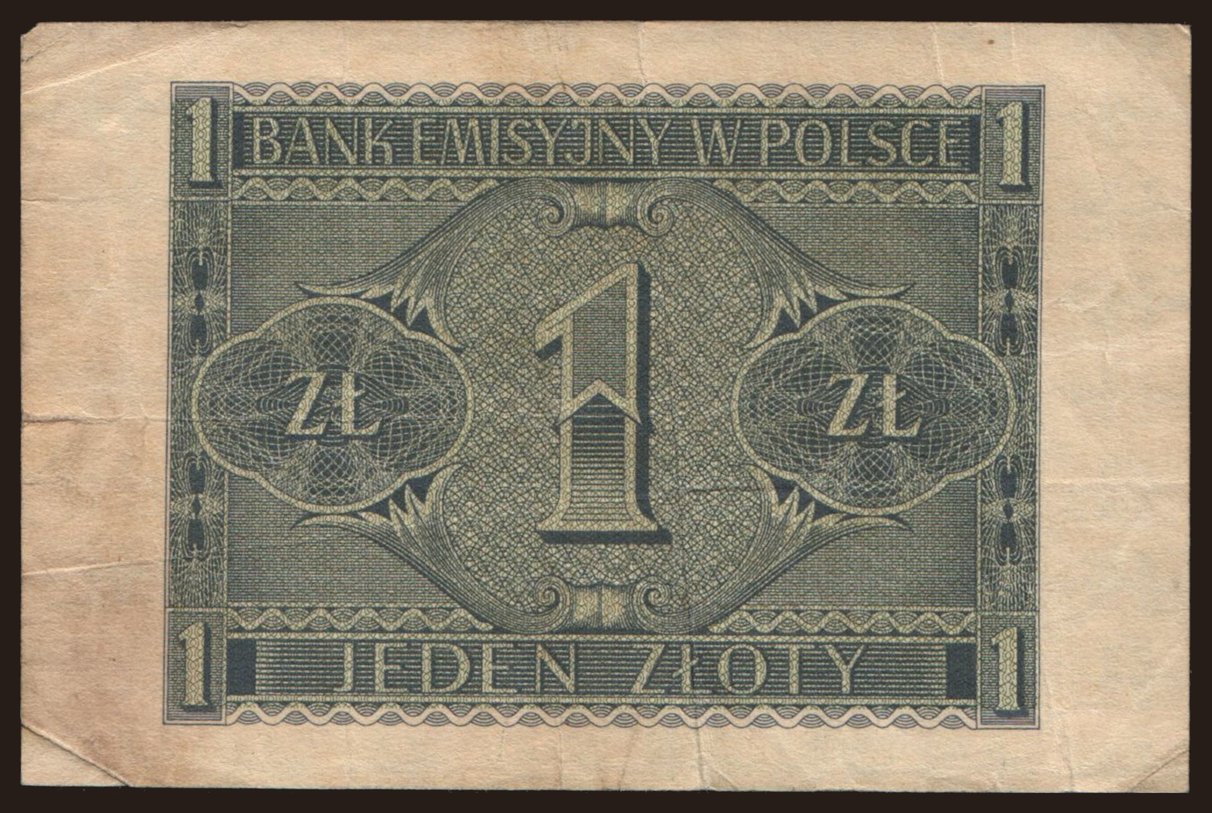 1 BANK EMISYJNY W POLSCE 1
1
ZŁ ZŁ
1 JEDEN ZŁOTY 1